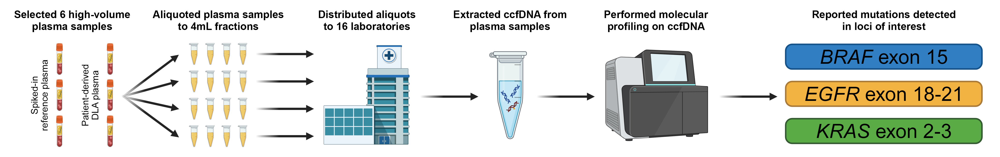 Selected 6 high-volume
plasma samples
Aliquoted plasma samples
to 4mL fractions
Distributed aliquots
to 16 laboratories
Extracted ccfDNA from
plasma samples
Performed molecular
profiling on ccfDNA
Reported mutations detected
in loci of interest
Spiked-in
reference plasma
Patient-derived
DLA plasma
BRAF exon 15
EGFR exon 18-21
KRAS exon 2-3